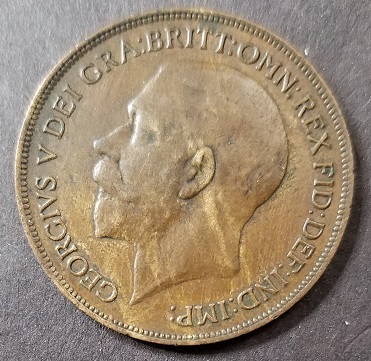 GEORGIVS V DEI GRA:BRITT:OMN:REX FID:DEF:IND:IMP: